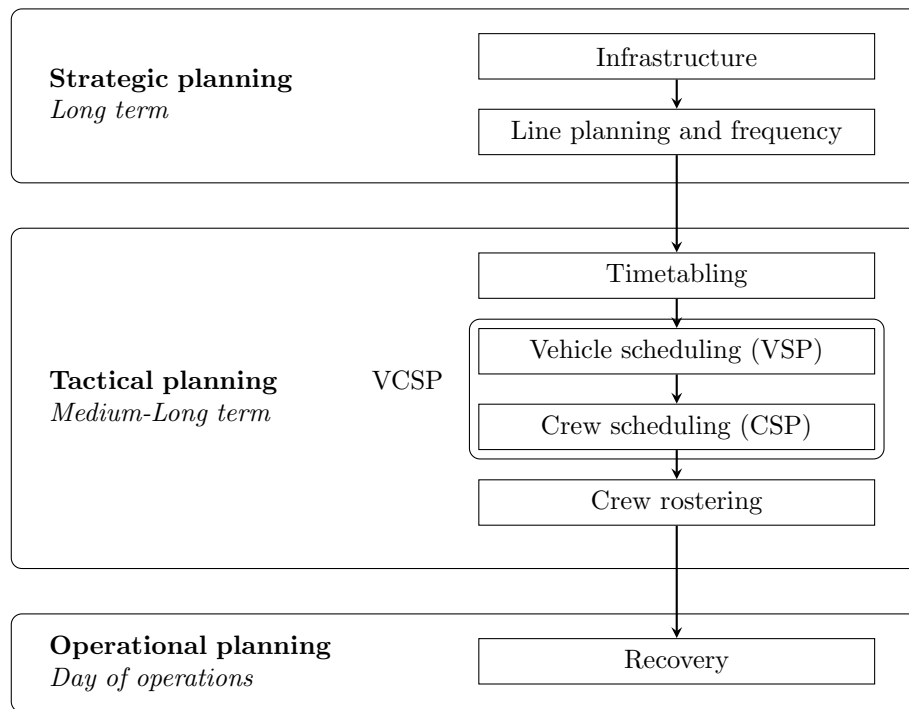 Strategic planning
Long term
Infrastructure
Line planning and frequency
Tactical planning
Medium-Long term
VCSP
Timetabling
Vehicle scheduling (VSP)
Crew scheduling (CSP)
Crew rostering
Operational planning
Day of operations
Recovery